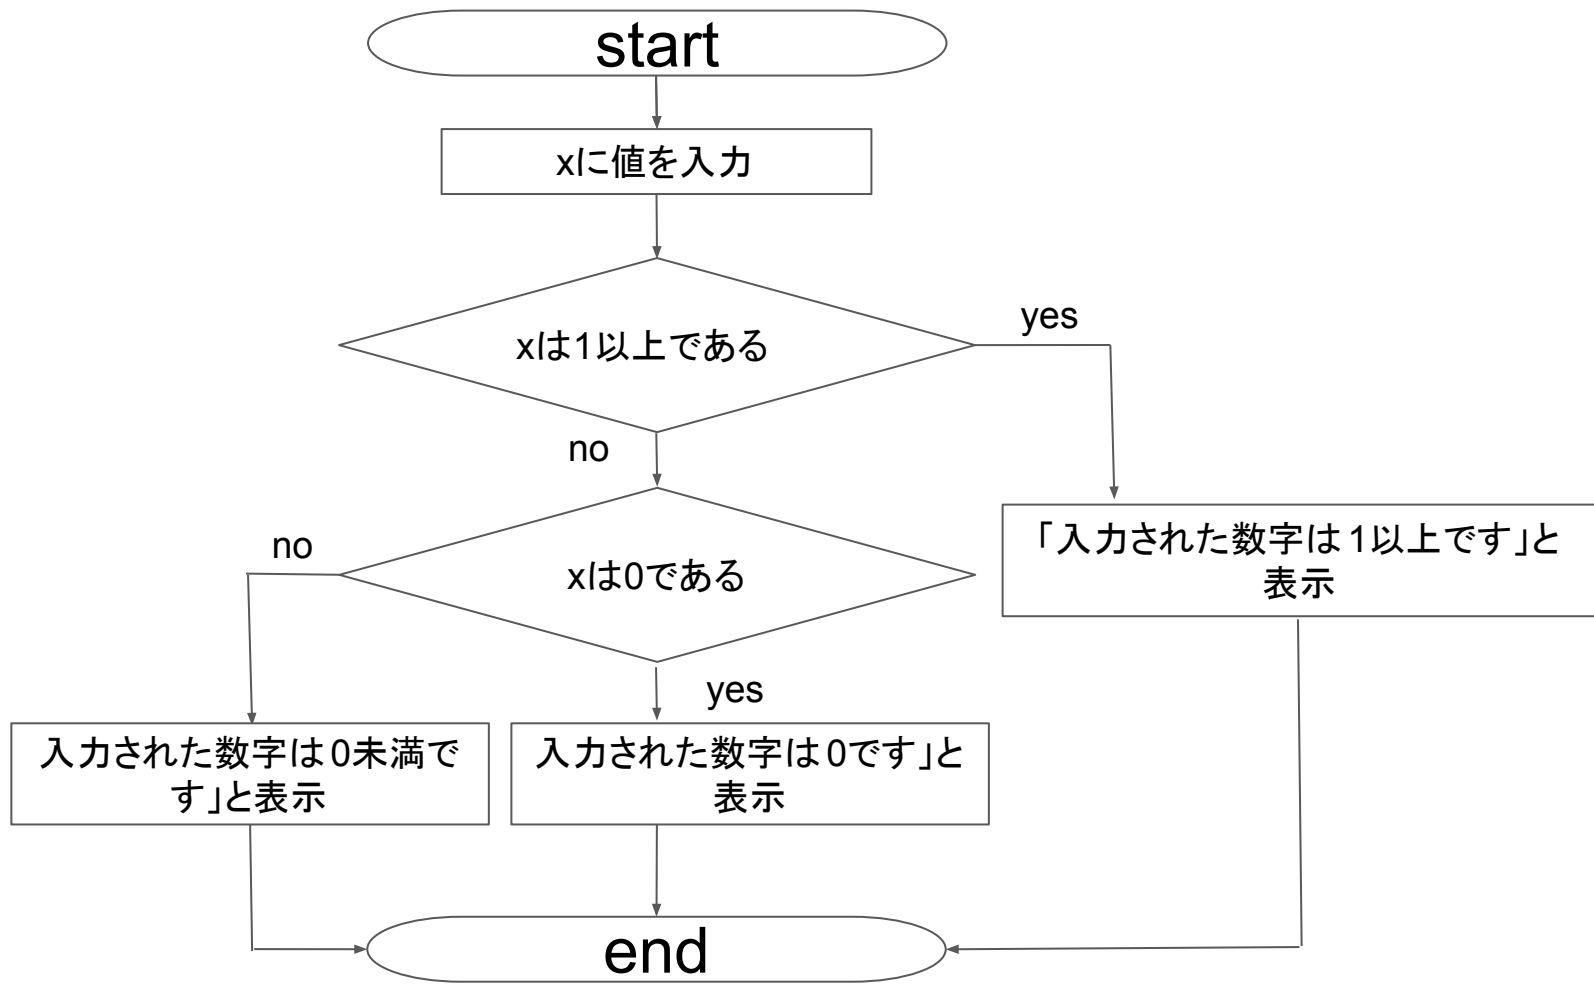 start
xに値を入力
xは1以上である
yes
no
xは0である
no
「入力された数字は1以上です」と
表示
yes
入力された数字は0未満で
す」と表示
入力された数字は0です」と
表示
end